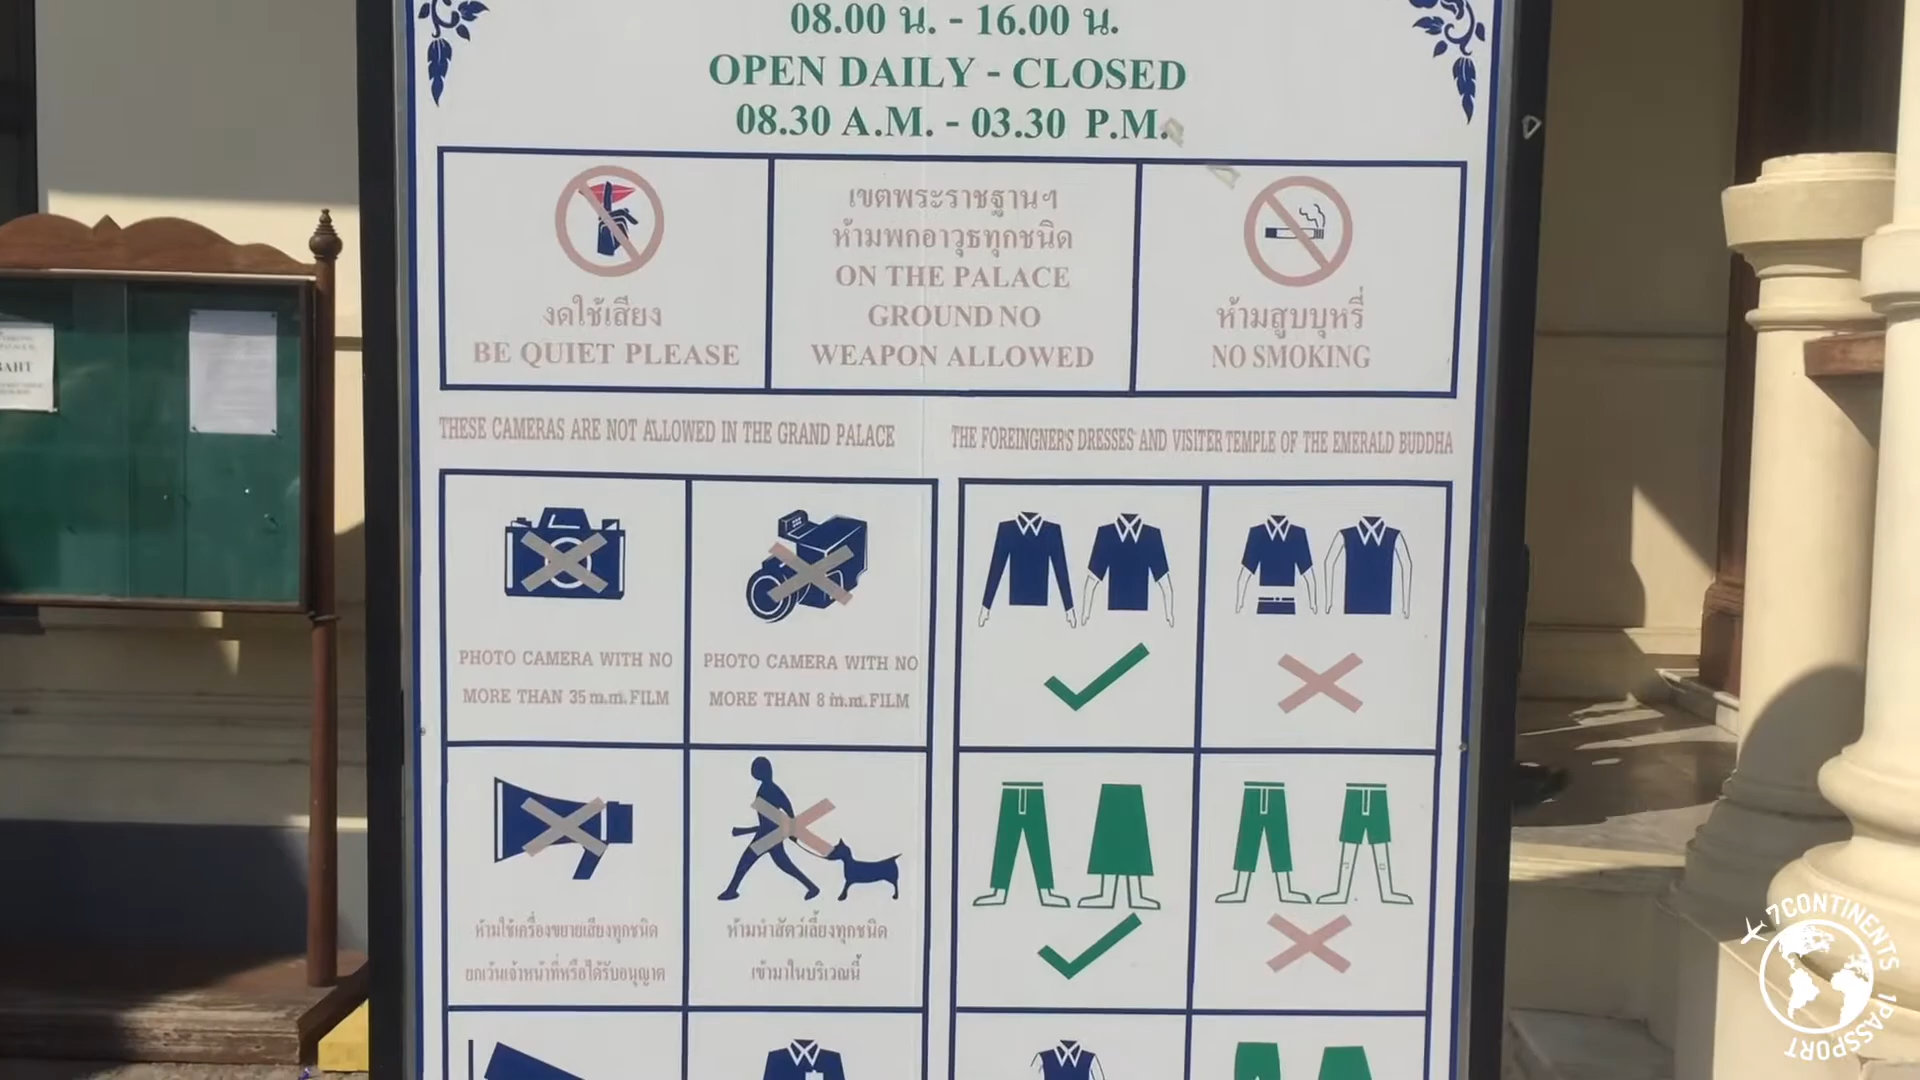 08.00 น. - 16.00 น.
OPEN DAILY - CLOSED
08.30 A.M. - 03.30 P.M.
งดใช้เสียง
BE QUIET PLEASE
เขตพระราชฐานฯ
ห้ามพกอาวุธทุกชนิด
ON THE PALACE
GROUND NO
WEAPON ALLOWED
ห้ามสูบบุหรี่
NO SMOKING
THESE CAMERAS ARE NOT ALLOWED IN THE GRAND PALACE
THE FOREINGNER'S DRESSES AND VISITER TEMPLE OF THE EMERALD BUDDHA
PHOTO CAMERA WITH NO
MORE THAN 35 m.m. FILM
PHOTO CAMERA WITH NO
MORE THAN 8 m.m. FILM
ห้ามใช้เครื่องขยายเสียงทุกชนิด
ยกเว้นเจ้าหน้าที่หรือได้รับอนุญาต
ห้ามนำสัตว์เลี้ยงทุกชนิด
เข้ามาในบริเวณนี้
BAHT
7CONTINENTS 1PASSPORT